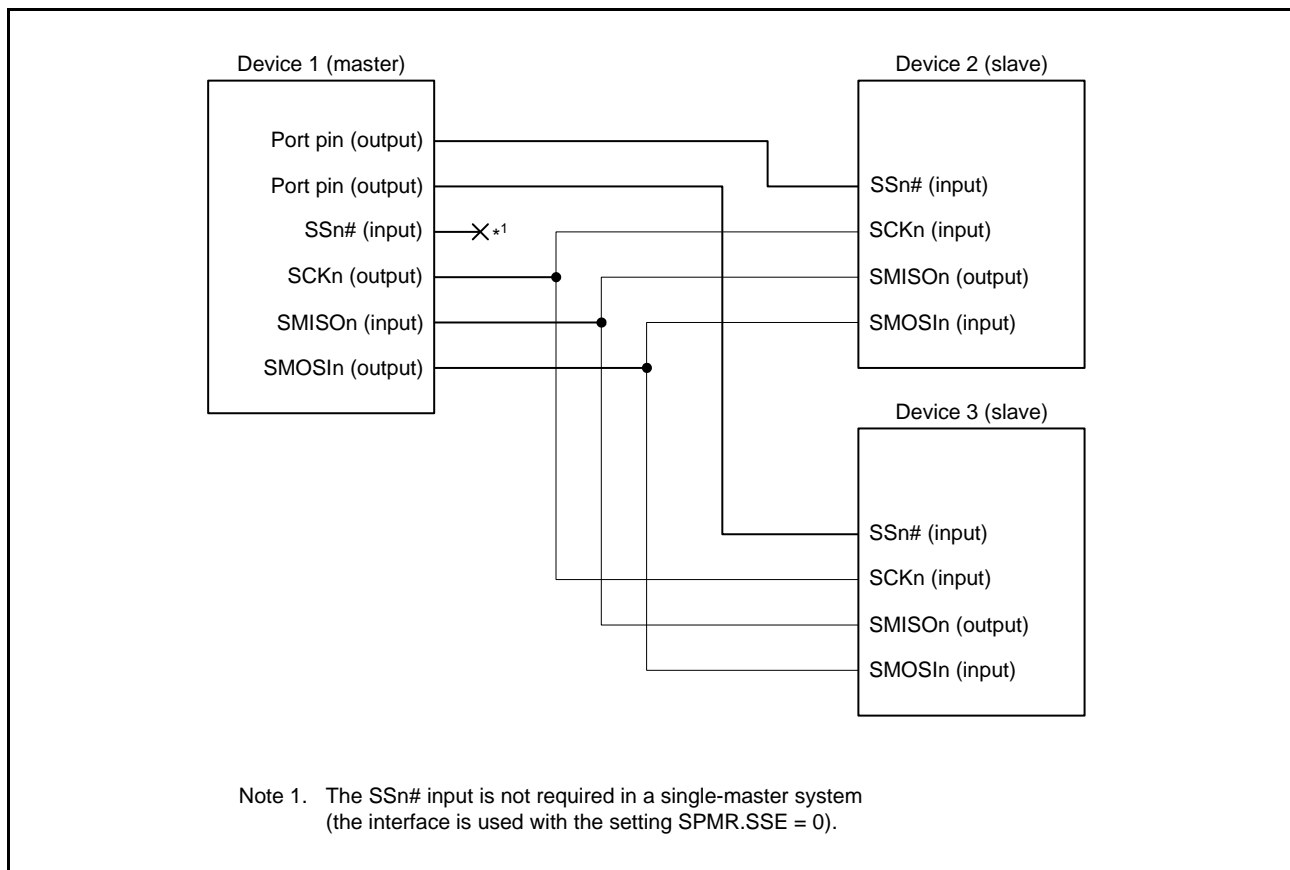 Device 1 (master)
Port pin (output)
Port pin (output)
SSn# (input)
*1
SCKn (output)
SMISOn (input)
SMOSIn (output)
Device 2 (slave)
SSn# (input)
SCKn (input)
SMISOn (output)
SMOSIn (input)
Device 3 (slave)
SSn# (input)
SCKn (input)
SMISOn (output)
SMOSIn (input)
Note 1. The SSn# input is not required in a single-master system
(the interface is used with the setting SPMR.SSE = 0).